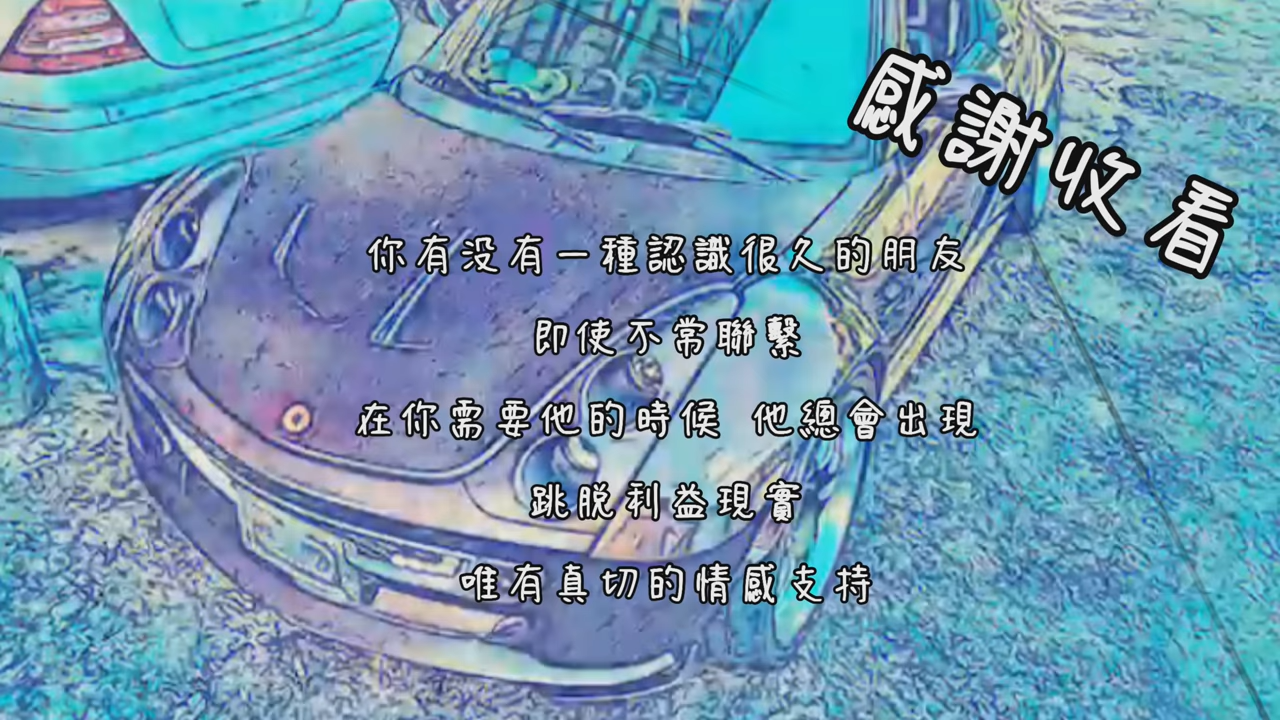 感謝收看
你有没有一種認識很久的朋友
即使不常聯繫
在你需要他的時候 他總會出現
跳脫利益現實
唯有真切的情感支持